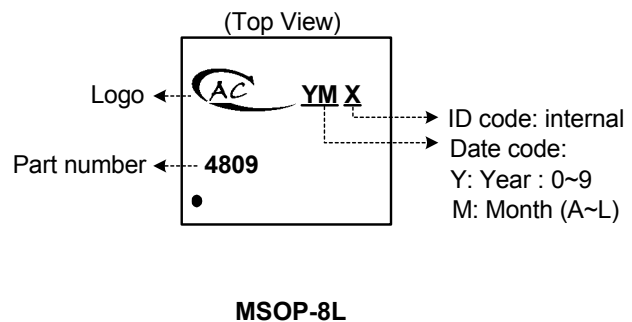 (Top View)
AC
YM X
Logo
ID code: internal
Date code:
Part number
4809
Y: Year : 0~9
M: Month (A~L)
MSOP-8L